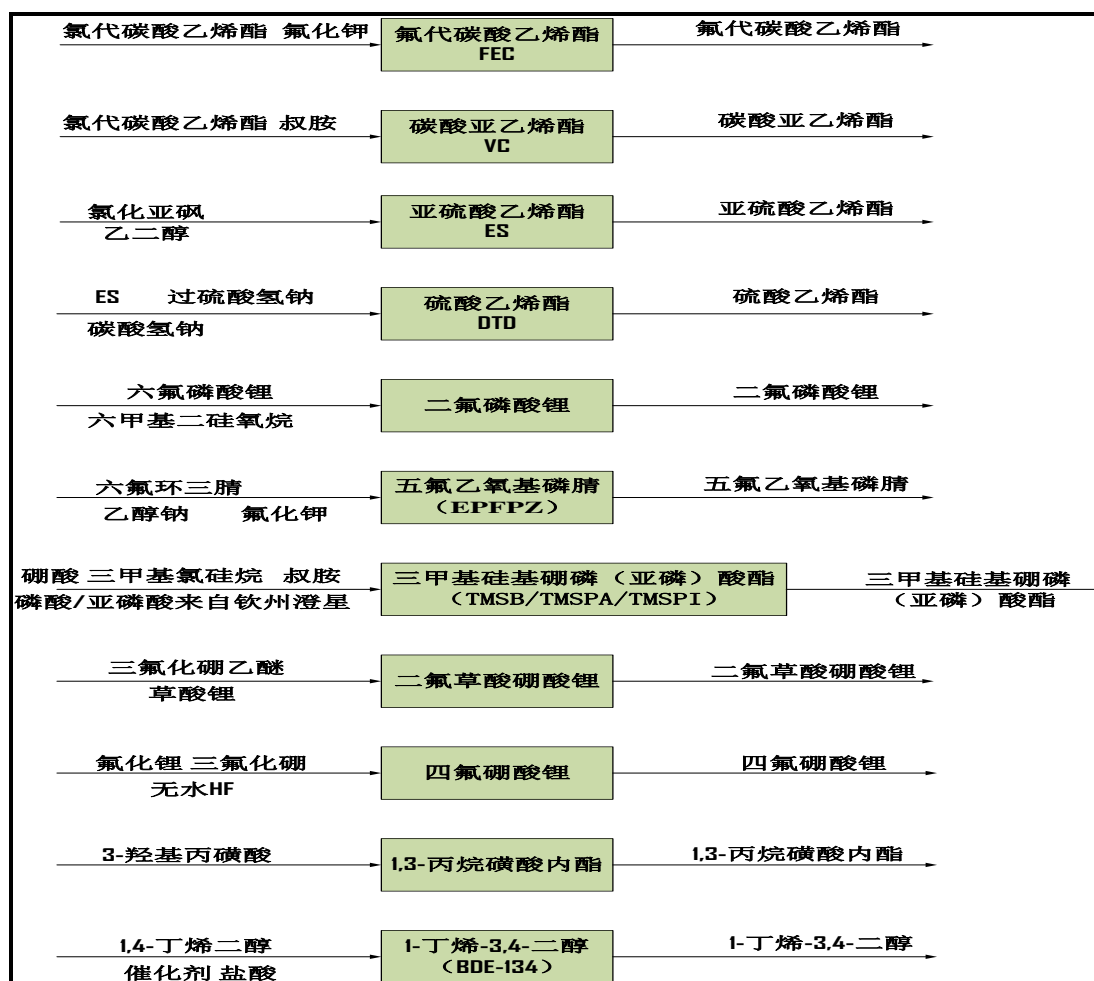 氯代碳酸乙烯酯 氟化钾
氟代碳酸乙烯酯
FEC
氟代碳酸乙烯酯
氯代碳酸乙烯酯 叔胺
碳酸亚乙烯酯
VC
碳酸亚乙烯酯
氯化亚砜
乙二醇
亚硫酸乙烯酯
ES
亚硫酸乙烯酯
ES 过硫酸氢钠
碳酸氢钠
硫酸乙烯酯
DTD
硫酸乙烯酯
六氟磷酸锂
六甲基二硅氧烷
二氟磷酸锂
二氟磷酸锂
六氟环三腈
乙醇钠 氟化钾
五氟乙氧基磷腈
(EPFPZ)
五氟乙氧基磷腈
硼酸 三甲基氯硅烷 叔胺
磷酸/亚磷酸来自钦州澄星
三甲基硅基硼磷（亚磷）酸酯
(TMSB/TMSPA/TMSPI)
三甲基硅基硼磷
（亚磷）酸酯
三氟化硼乙醚
草酸锂
二氟草酸硼酸锂
二氟草酸硼酸锂
氟化锂 三氟化硼
无水HF
四氟硼酸锂
四氟硼酸锂
3-羟基丙磺酸
1,3-丙烷磺酸内酯
1,3-丙烷磺酸内酯
1,4-丁烯二醇
催化剂 盐酸
1-丁烯-3,4-二醇
（BDE-134）
1-丁烯-3,4-二醇